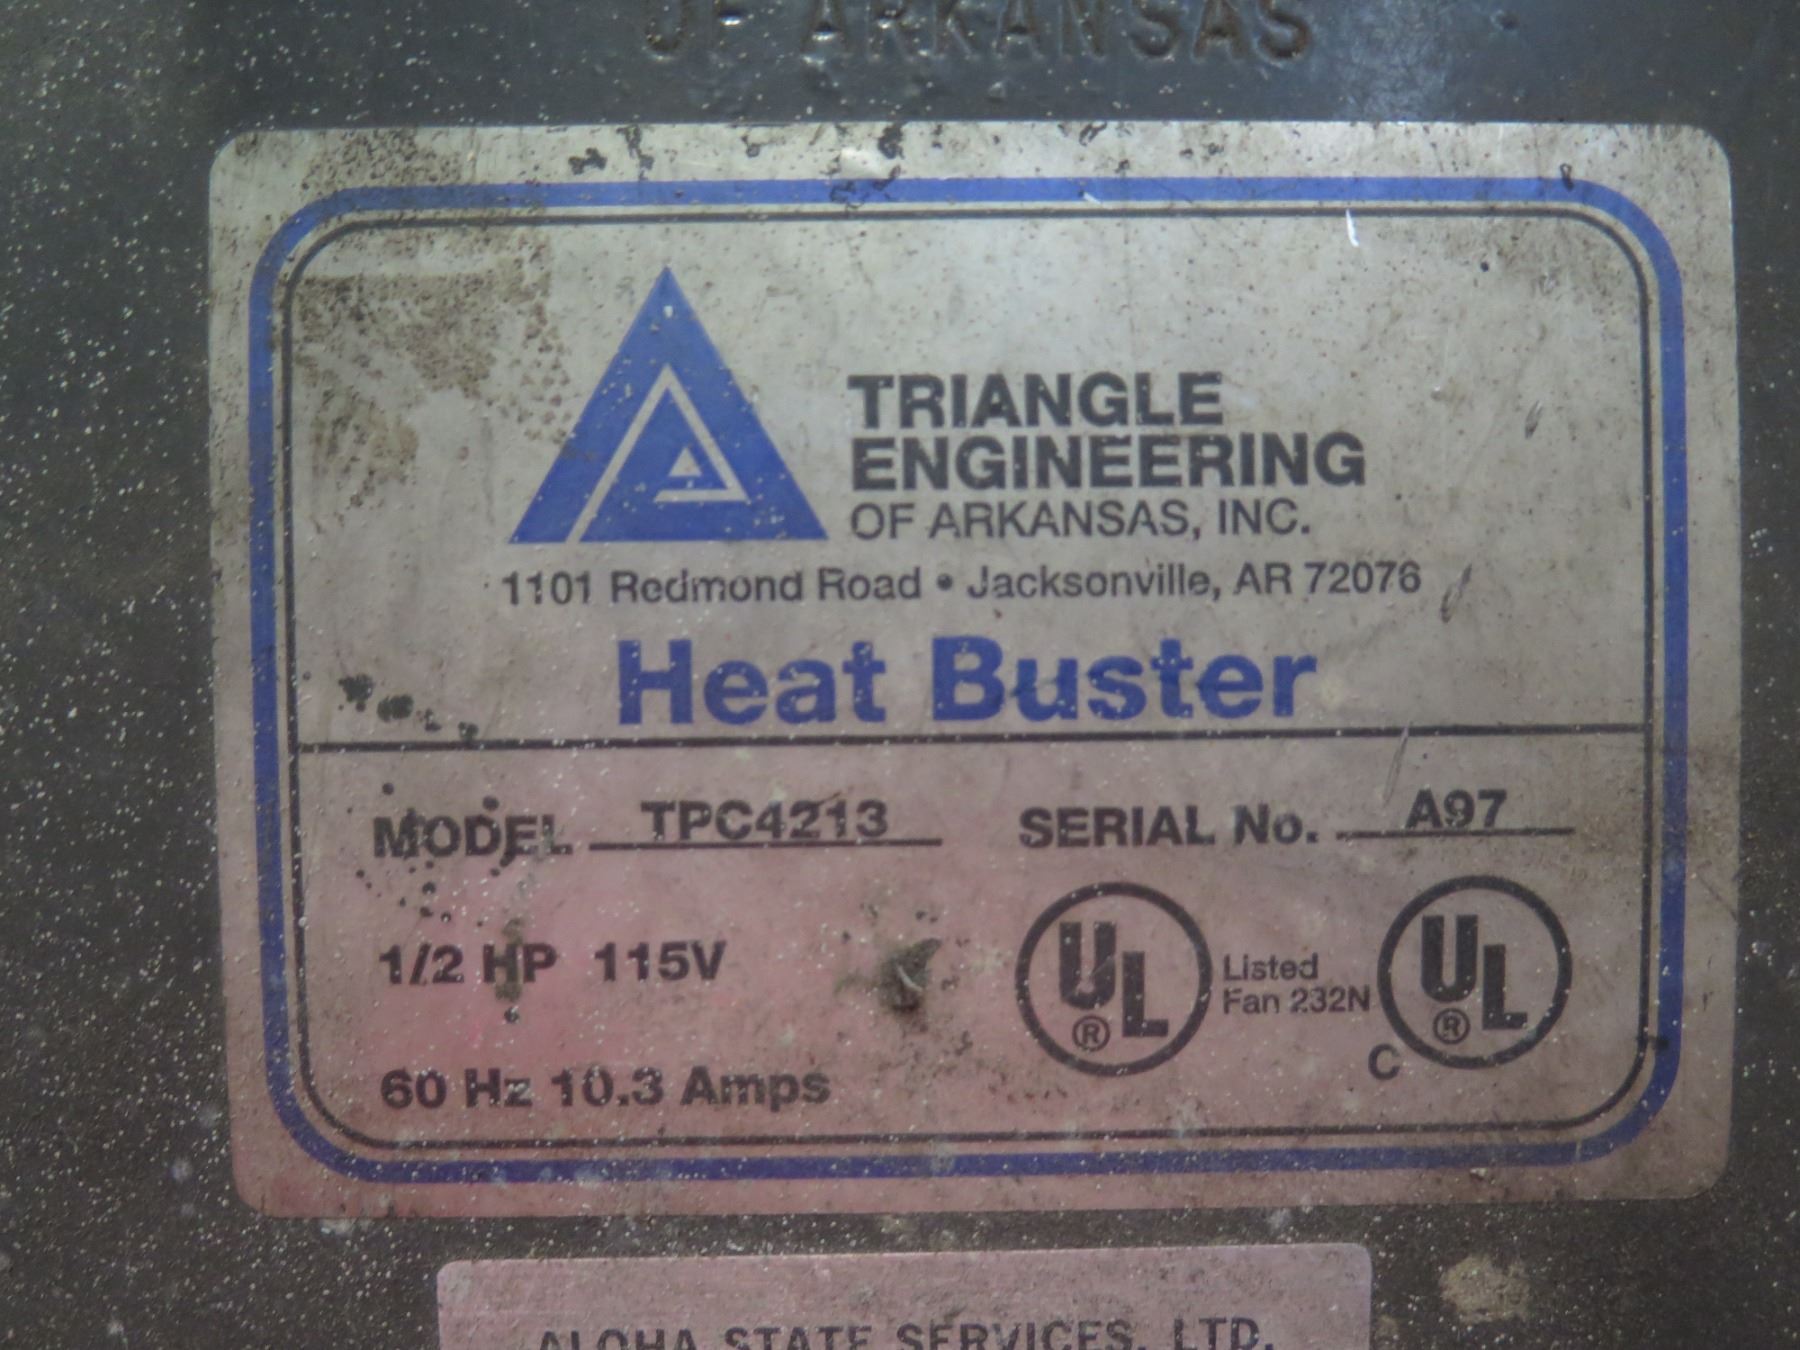 OF ARKANSAS
TRIANGLE
ENGINEERING
OF ARKANSAS, INC.
1101 Redmond Road • Jacksonville, AR 72076
Heat Buster
MODEL TPC4213 SERIAL No. A97
1/2 HP 115V
UL ® Listed Fan 232N C UL ®
60 Hz 10.3 Amps
ALOHA STATE SERVICES, LTD.